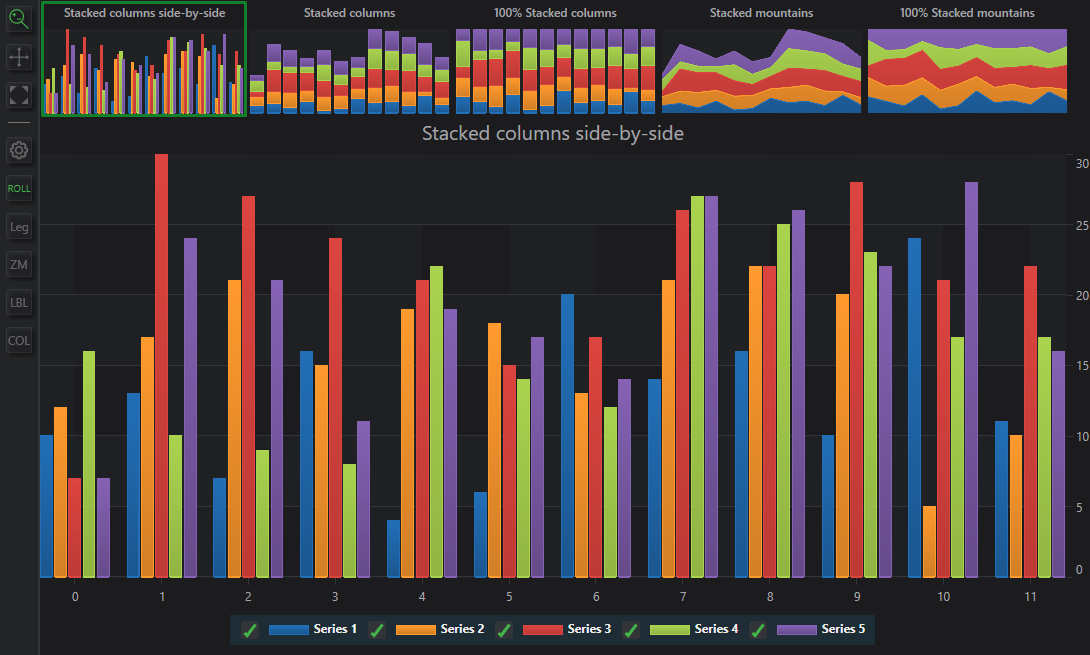 Stacked columns side-by-side
Stacked columns
100% Stacked columns
Stacked mountains
100% Stacked mountains
Stacked columns side-by-side
ROLL
Leg
ZM
LBL
COL
30
25
20
15
10
5
0
0 1 2 3 4 5 6 7 8 9 10 11
Series 1 Series 2 Series 3 Series 4 Series 5